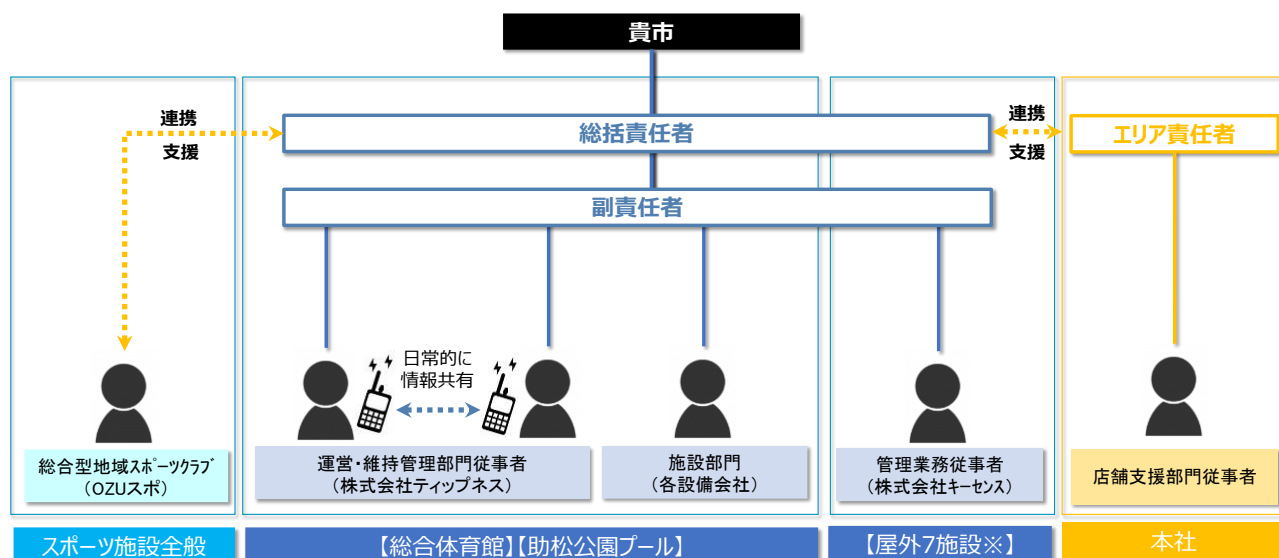 貴市
連携
支援
総括責任者
連携
支援
エリア責任者
副責任者
日常的に
情報共有
総合型地域スポーツクラブ
（OZUスポ）
運営・維持管理部門従事者
（株式会社ティップネス）
施設部門
（各設備会社）
管理業務従事者
（株式会社キーセンス）
店舗支援部門従事者
スポーツ施設全般
【総合体育館】【助松公園プール】
【屋外7施設※】
本社